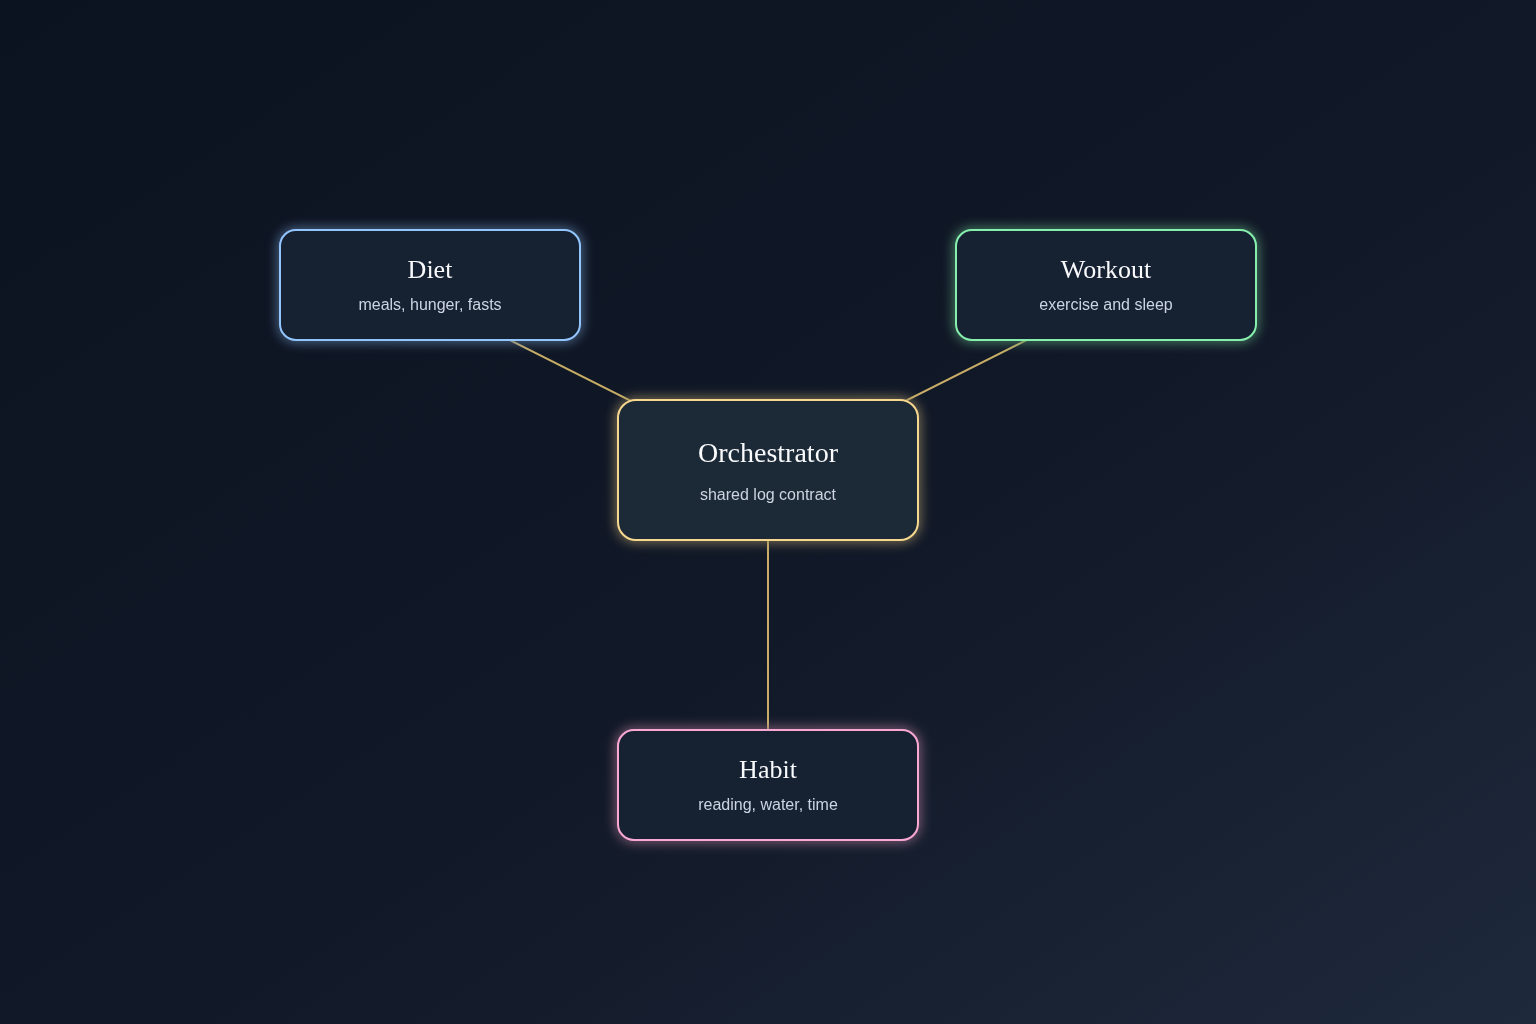 Diet
meals, hunger, fasts
Workout
exercise and sleep
Orchestrator
shared log contract
Habit
reading, water, time